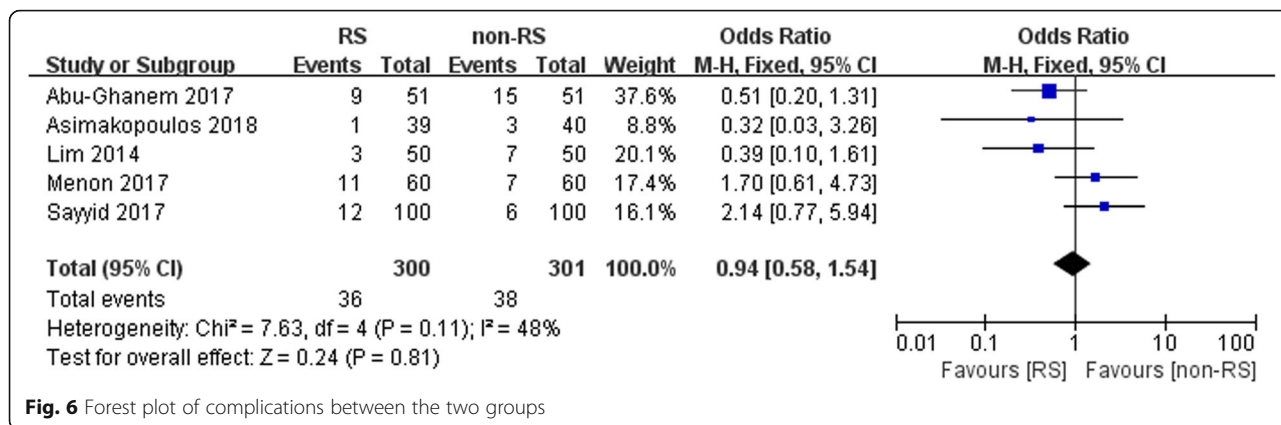 RS non-RS Odds Ratio Odds Ratio
Study or Subgroup Events Total Events Total Weight M-H, Fixed, 95% CI M-H, Fixed, 95% CI
Abu-Ghanem 2017 9 51 15 51 37.6% 0.51 [0.20, 1.31]
Asimakopoulos 2018 1 39 3 40 8.8% 0.32 [0.03, 3.26]
Lim 2014 3 50 7 50 20.1% 0.39 [0.10, 1.61]
Menon 2017 11 60 7 60 17.4% 1.70 [0.61, 4.73]
Sayyid 2017 12 100 6 100 16.1% 2.14 [0.77, 5.94]
Total (95% CI) 300 301 100.0% 0.94 [0.58, 1.54]
Total events 36 38
Heterogeneity: Chi² = 7.63, df = 4 (P = 0.11); I² = 48%
Test for overall effect: Z = 0.24 (P = 0.81)
0.01 0.1 1 10 100
Favours [RS] Favours [non-RS]
Fig. 6 Forest plot of complications between the two groups